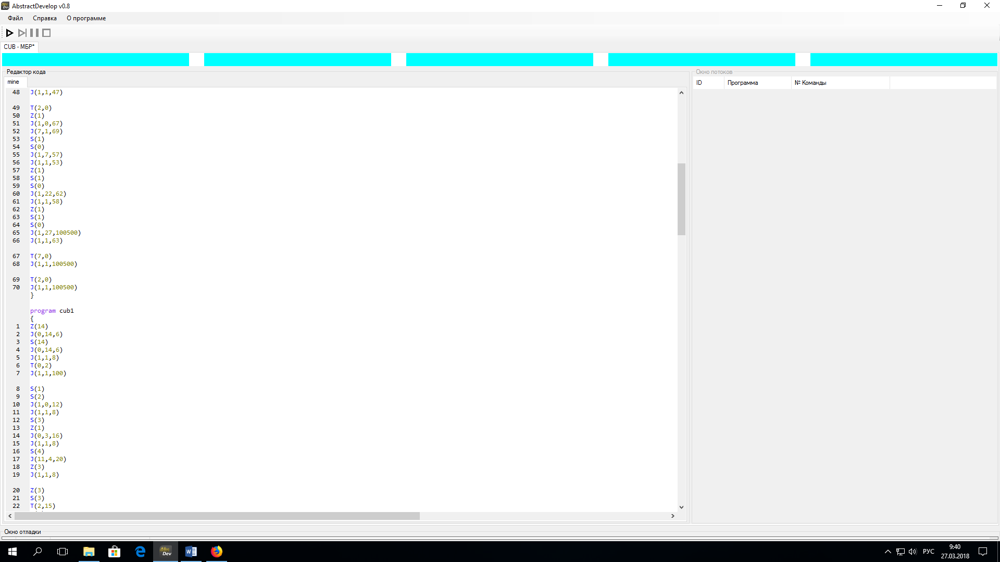 AbstractDevelop v0.8
Файл Справка О программе
CUB - МБР*
Редактор кода
Окно потоков
mine
ID Программа № Команды
48 J(1,1,47)
49 T(2,0)
50 Z(1)
51 J(1,0,67)
52 J(7,1,69)
53 S(1)
54 S(0)
55 J(1,7,57)
56 J(1,1,53)
57 Z(1)
58 S(1)
59 S(0)
60 J(1,22,62)
61 J(1,1,58)
62 Z(1)
63 S(1)
64 S(0)
65 J(1,27,100500)
66 J(1,1,63)
67 T(7,0)
68 J(1,1,100500)
69 T(2,0)
70 J(1,1,100500)
}
program cub1
{
1 Z(14)
2 J(0,14,6)
3 S(14)
4 J(0,14,6)
5 J(1,1,8)
6 T(0,2)
7 J(1,1,100)
8 S(1)
9 S(2)
10 J(1,0,12)
11 J(1,1,8)
12 S(3)
13 Z(1)
14 J(0,3,16)
15 J(1,1,8)
16 S(4)
17 J(11,4,20)
18 Z(3)
19 J(1,1,8)
20 Z(3)
21 S(3)
22 T(2,15)
Окно отладки
Dev
РУС
9:40
27.03.2018